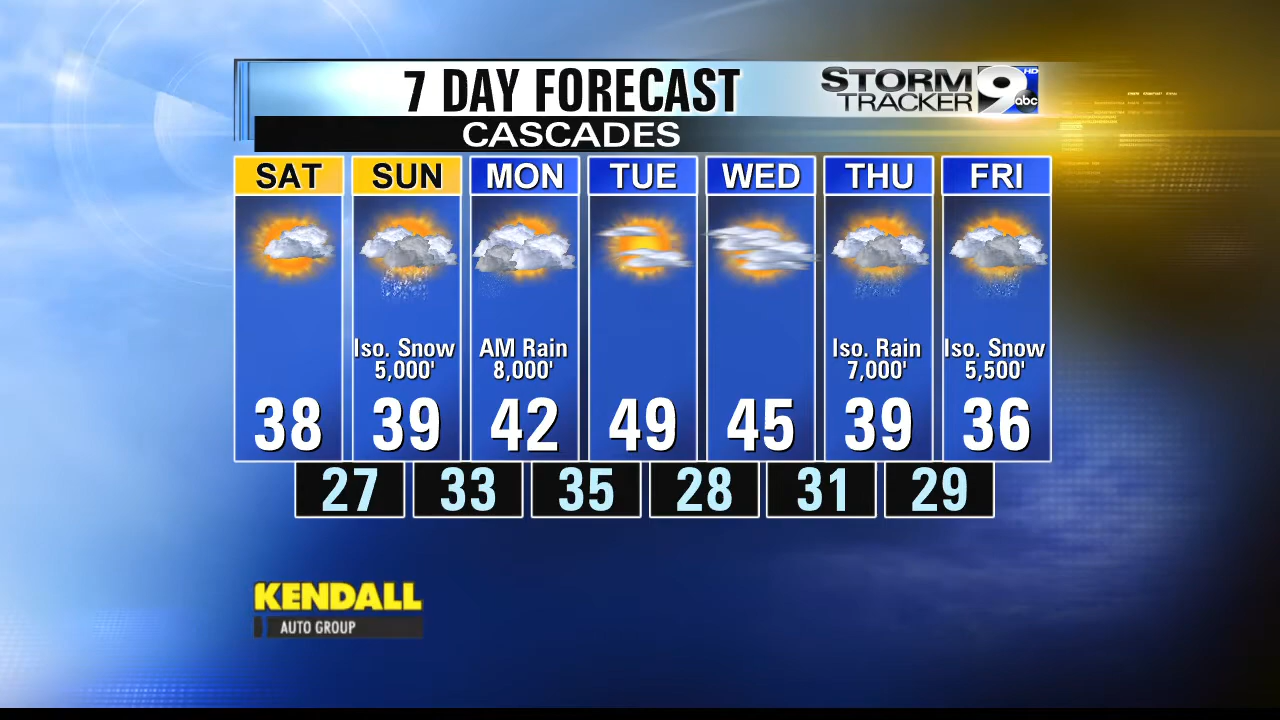 7 DAY FORECAST
STORM TRACKER 9 HD abc
CASCADES
SAT SUN MON TUE WED THU FRI
Iso. Snow AM Rain Iso. Rain Iso. Snow
5,000' 8,000' 7,000' 5,500'
38 39 42 49 45 39 36
27 33 35 28 31 29
KENDALL
AUTO GROUP